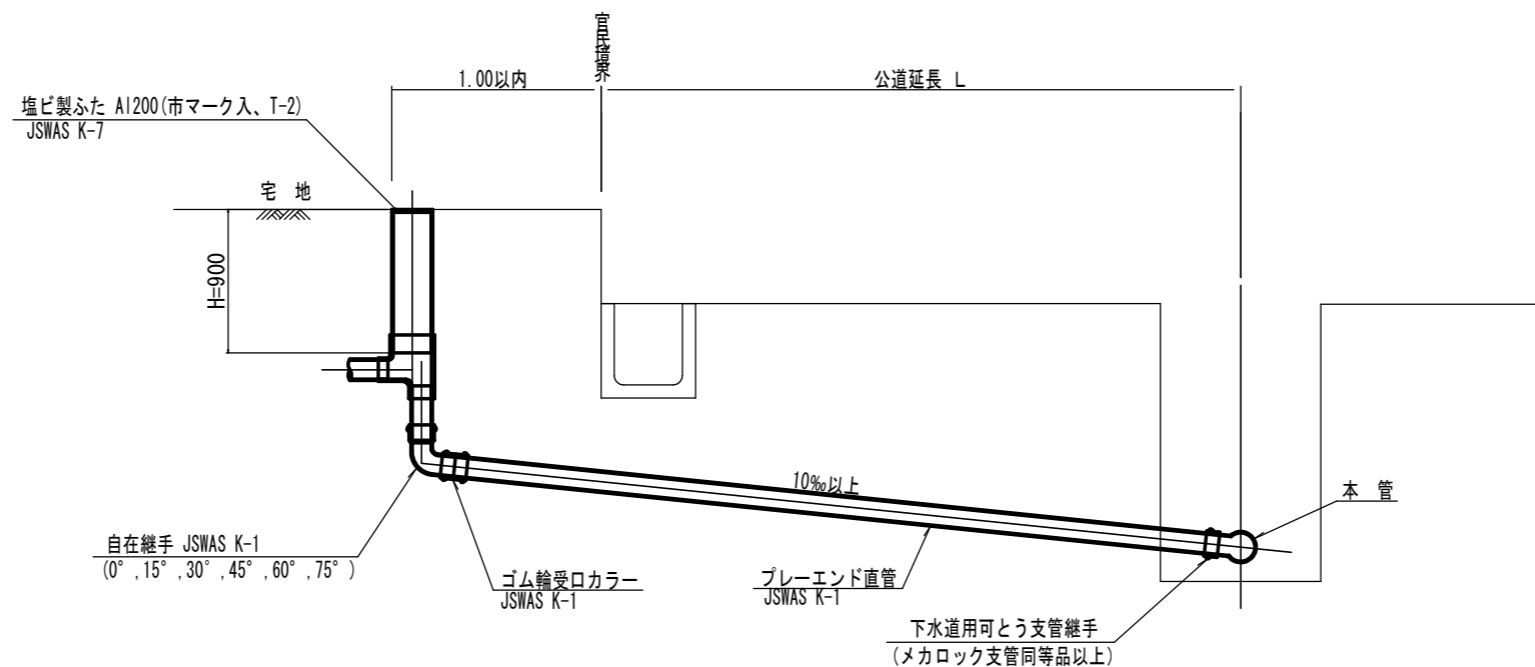 官民境界
1.00以内
公道延長 L
塩ビ製ふた AI200(市マーク入、T-2)
JSWAS K-7
宅 地
H=900
10‰以上
本 管
自在継手 JSWAS K-1
(0°,15°,30°,45°,60°,75°)
ゴム輪受口カラー
JSWAS K-1
プレーエンド直管
JSWAS K-1
下水道用可とう支管継手
(メカロック支管同等品以上)